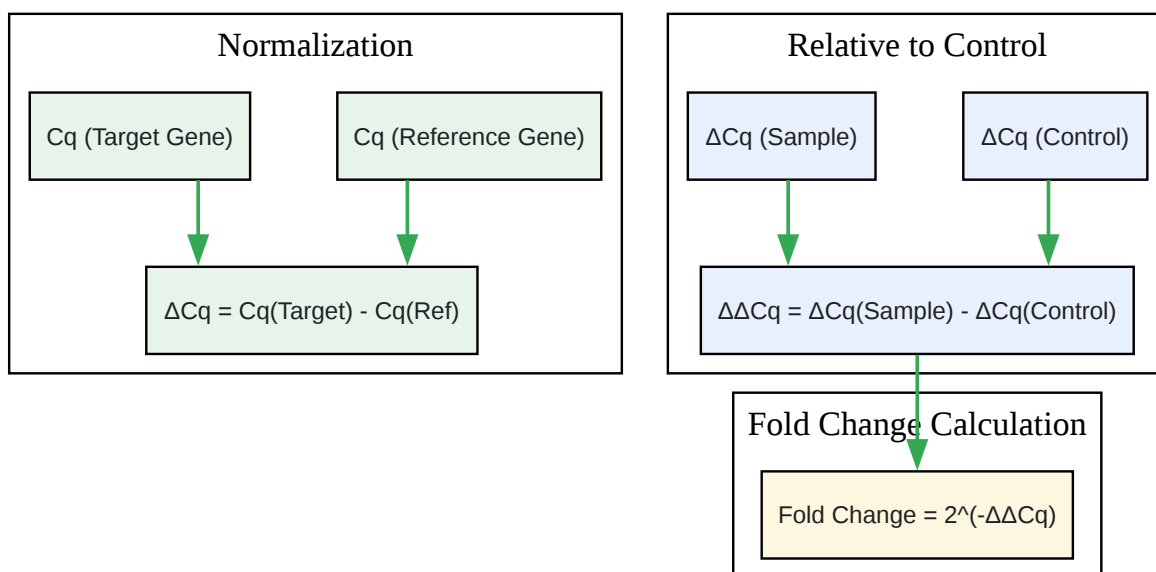 Normalization
Cq (Target Gene)
Cq (Reference Gene)
ΔCq = Cq(Target) - Cq(Ref)
Relative to Control
ΔCq (Sample)
ΔCq (Control)
ΔΔCq = ΔCq(Sample) - ΔCq(Control)
Fold Change Calculation
Fold Change = 2^(-ΔΔCq)